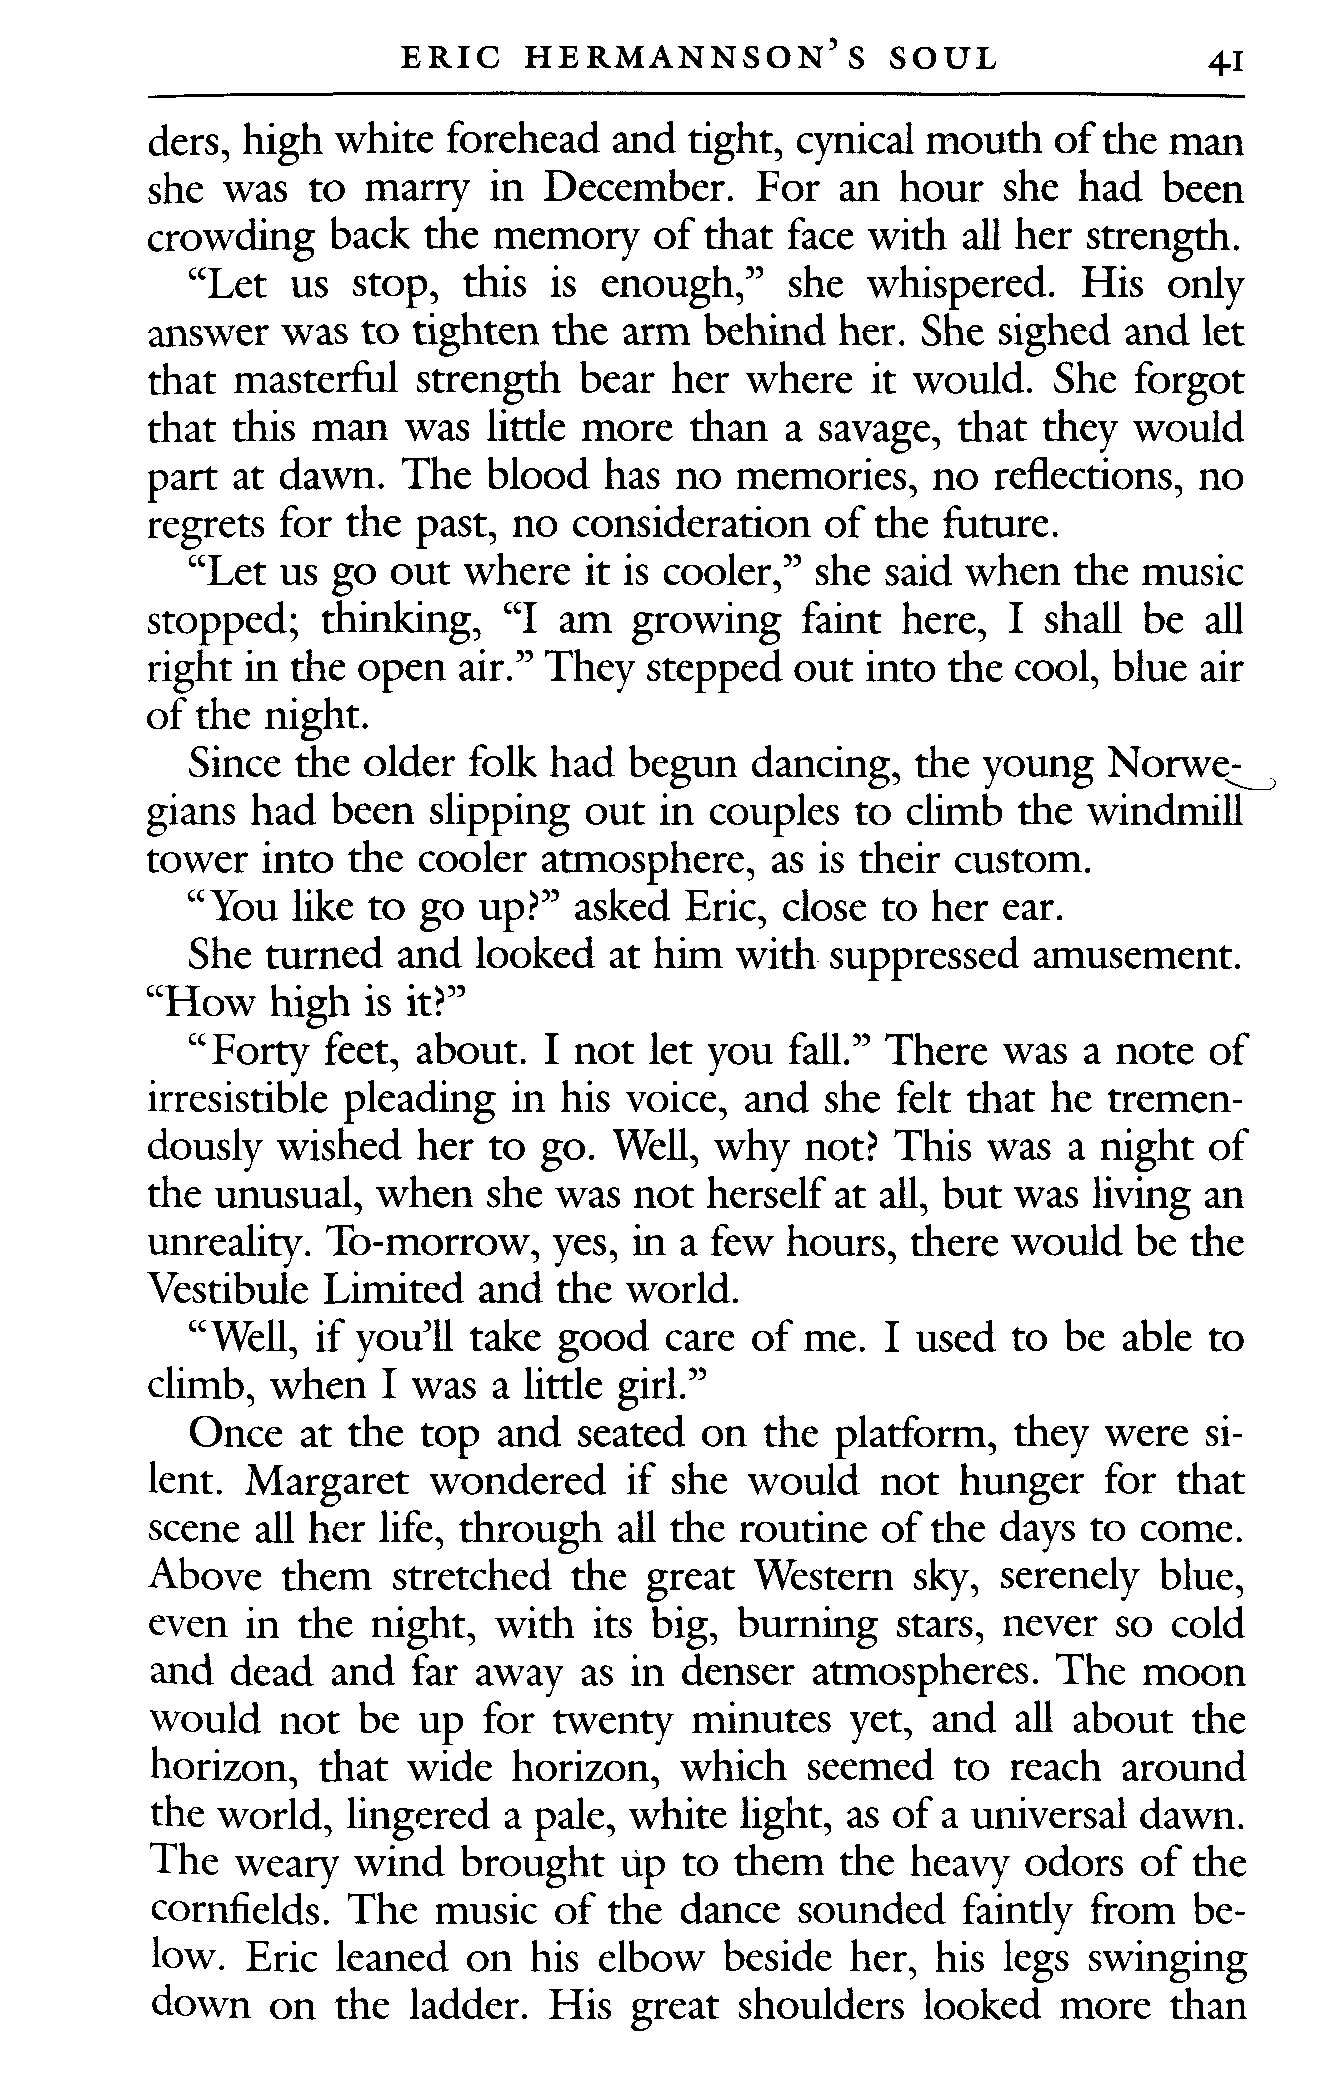 ERIC HERMANNSON'S SOUL 41
ders, high white forehead and tight, cynical mouth of the man
she was to marry in December. For an hour she had been
crowding back the memory of that face with all her strength.
“Let us stop, this is enough,” she whispered. His only
answer was to tighten the arm behind her. She sighed and let
that masterful strength bear her where it would. She forgot
that this man was little more than a savage, that they would
part at dawn. The blood has no memories, no reflections, no
regrets for the past, no consideration of the future.
“Let us go out where it is cooler,” she said when the music
stopped; thinking, “I am growing faint here, I shall be all
right in the open air.” They stepped out into the cool, blue air
of the night.
Since the older folk had begun dancing, the young Norwe-
gians had been slipping out in couples to climb the windmill
tower into the cooler atmosphere, as is their custom.
“You like to go up?” asked Eric, close to her ear.
She turned and looked at him with suppressed amusement.
“How high is it?”
“Forty feet, about. I not let you fall.” There was a note of
irresistible pleading in his voice, and she felt that he tremen-
dously wished her to go. Well, why not? This was a night of
the unusual, when she was not herself at all, but was living an
unreality. To-morrow, yes, in a few hours, there would be the
Vestibule Limited and the world.
“Well, if you’ll take good care of me. I used to be able to
climb, when I was a little girl.”
Once at the top and seated on the platform, they were si-
lent. Margaret wondered if she would not hunger for that
scene all her life, through all the routine of the days to come.
Above them stretched the great Western sky, serenely blue,
even in the night, with its big, burning stars, never so cold
and dead and far away as in denser atmospheres. The moon
would not be up for twenty minutes yet, and all about the
horizon, that wide horizon, which seemed to reach around
the world, lingered a pale, white light, as of a universal dawn.
The weary wind brought up to them the heavy odors of the
cornfields. The music of the dance sounded faintly from be-
low. Eric leaned on his elbow beside her, his legs swinging
down on the ladder. His great shoulders looked more than